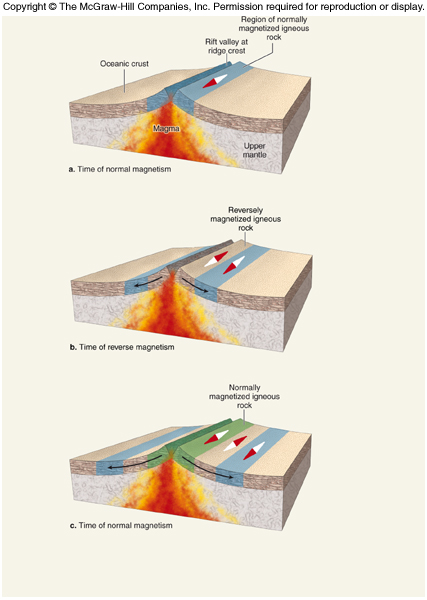 Copyright © The McGraw-Hill Companies, Inc. Permission required for reproduction or display.
Region of normally
magnetized igneous
rock
Rift valley at
ridge crest
Oceanic crust
Magma
Upper
mantle
a. Time of normal magnetism
Reversely
magnetized igneous
rock
b. Time of reverse magnetism
Normally
magnetized igneous
rock
c. Time of normal magnetism